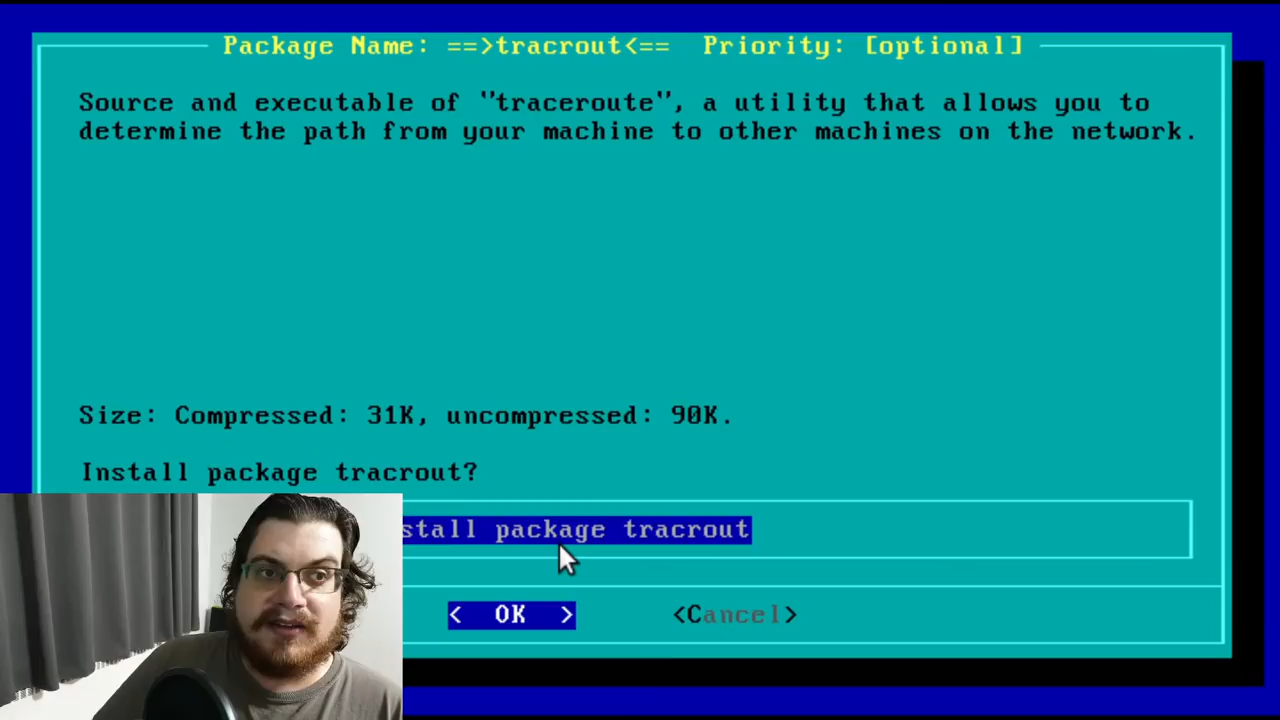 Package Name: ==>tracrout<== Priority: [optional]
Source and executable of "traceroute", a utility that allows you to
determine the path from your machine to other machines on the network.
Size: Compressed: 31K, uncompressed: 90K.
Install package tracrout?
stall package tracrout
< OK > <Cancel>